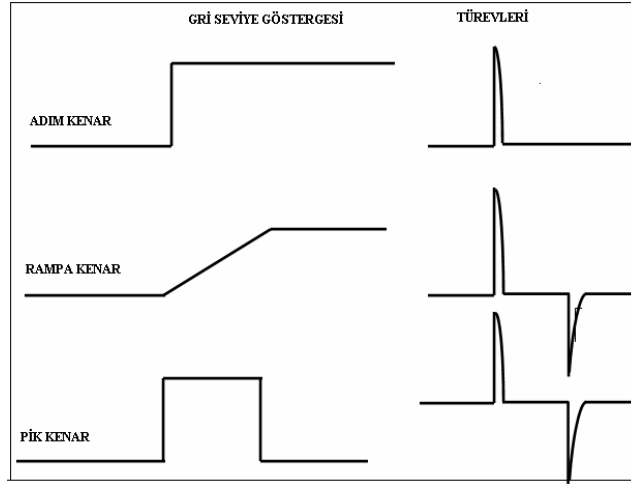 GRİ SEVİYE GÖSTERGESİ
TÜREVLERİ
ADIM KENAR
RAMPA KENAR
PİK KENAR